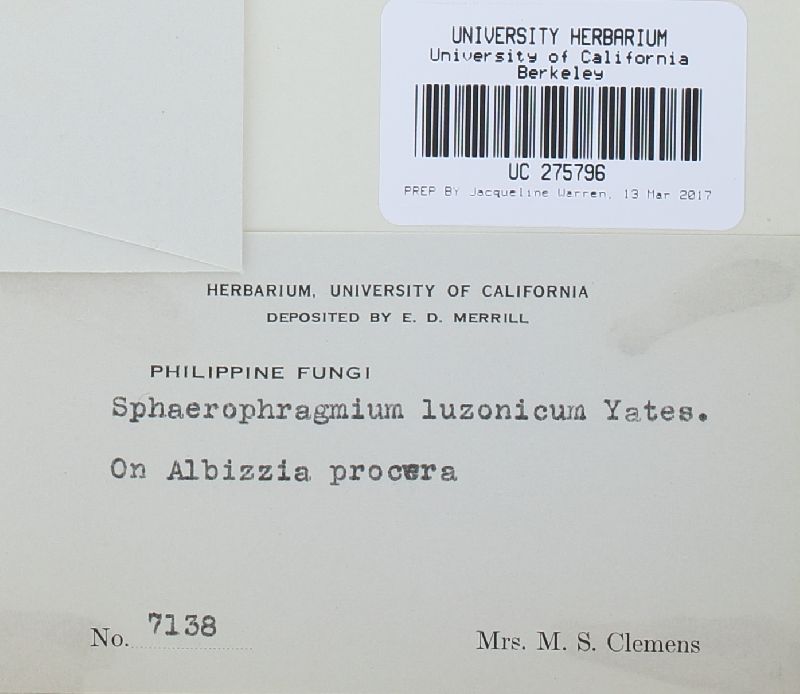 UNIVERSITY HERBARIUM
University of California
Berkeley
UC 275796
PREP BY Jacqueline Warren, 13 Mar 2017
HERBARIUM, UNIVERSITY OF CALIFORNIA
DEPOSITED BY E. D. MERRILL
PHILIPPINE FUNGI
Sphaerophragmium luzonicum Yates.
On Albizzia procera
No. 7138
Mrs. M. S. Clemens